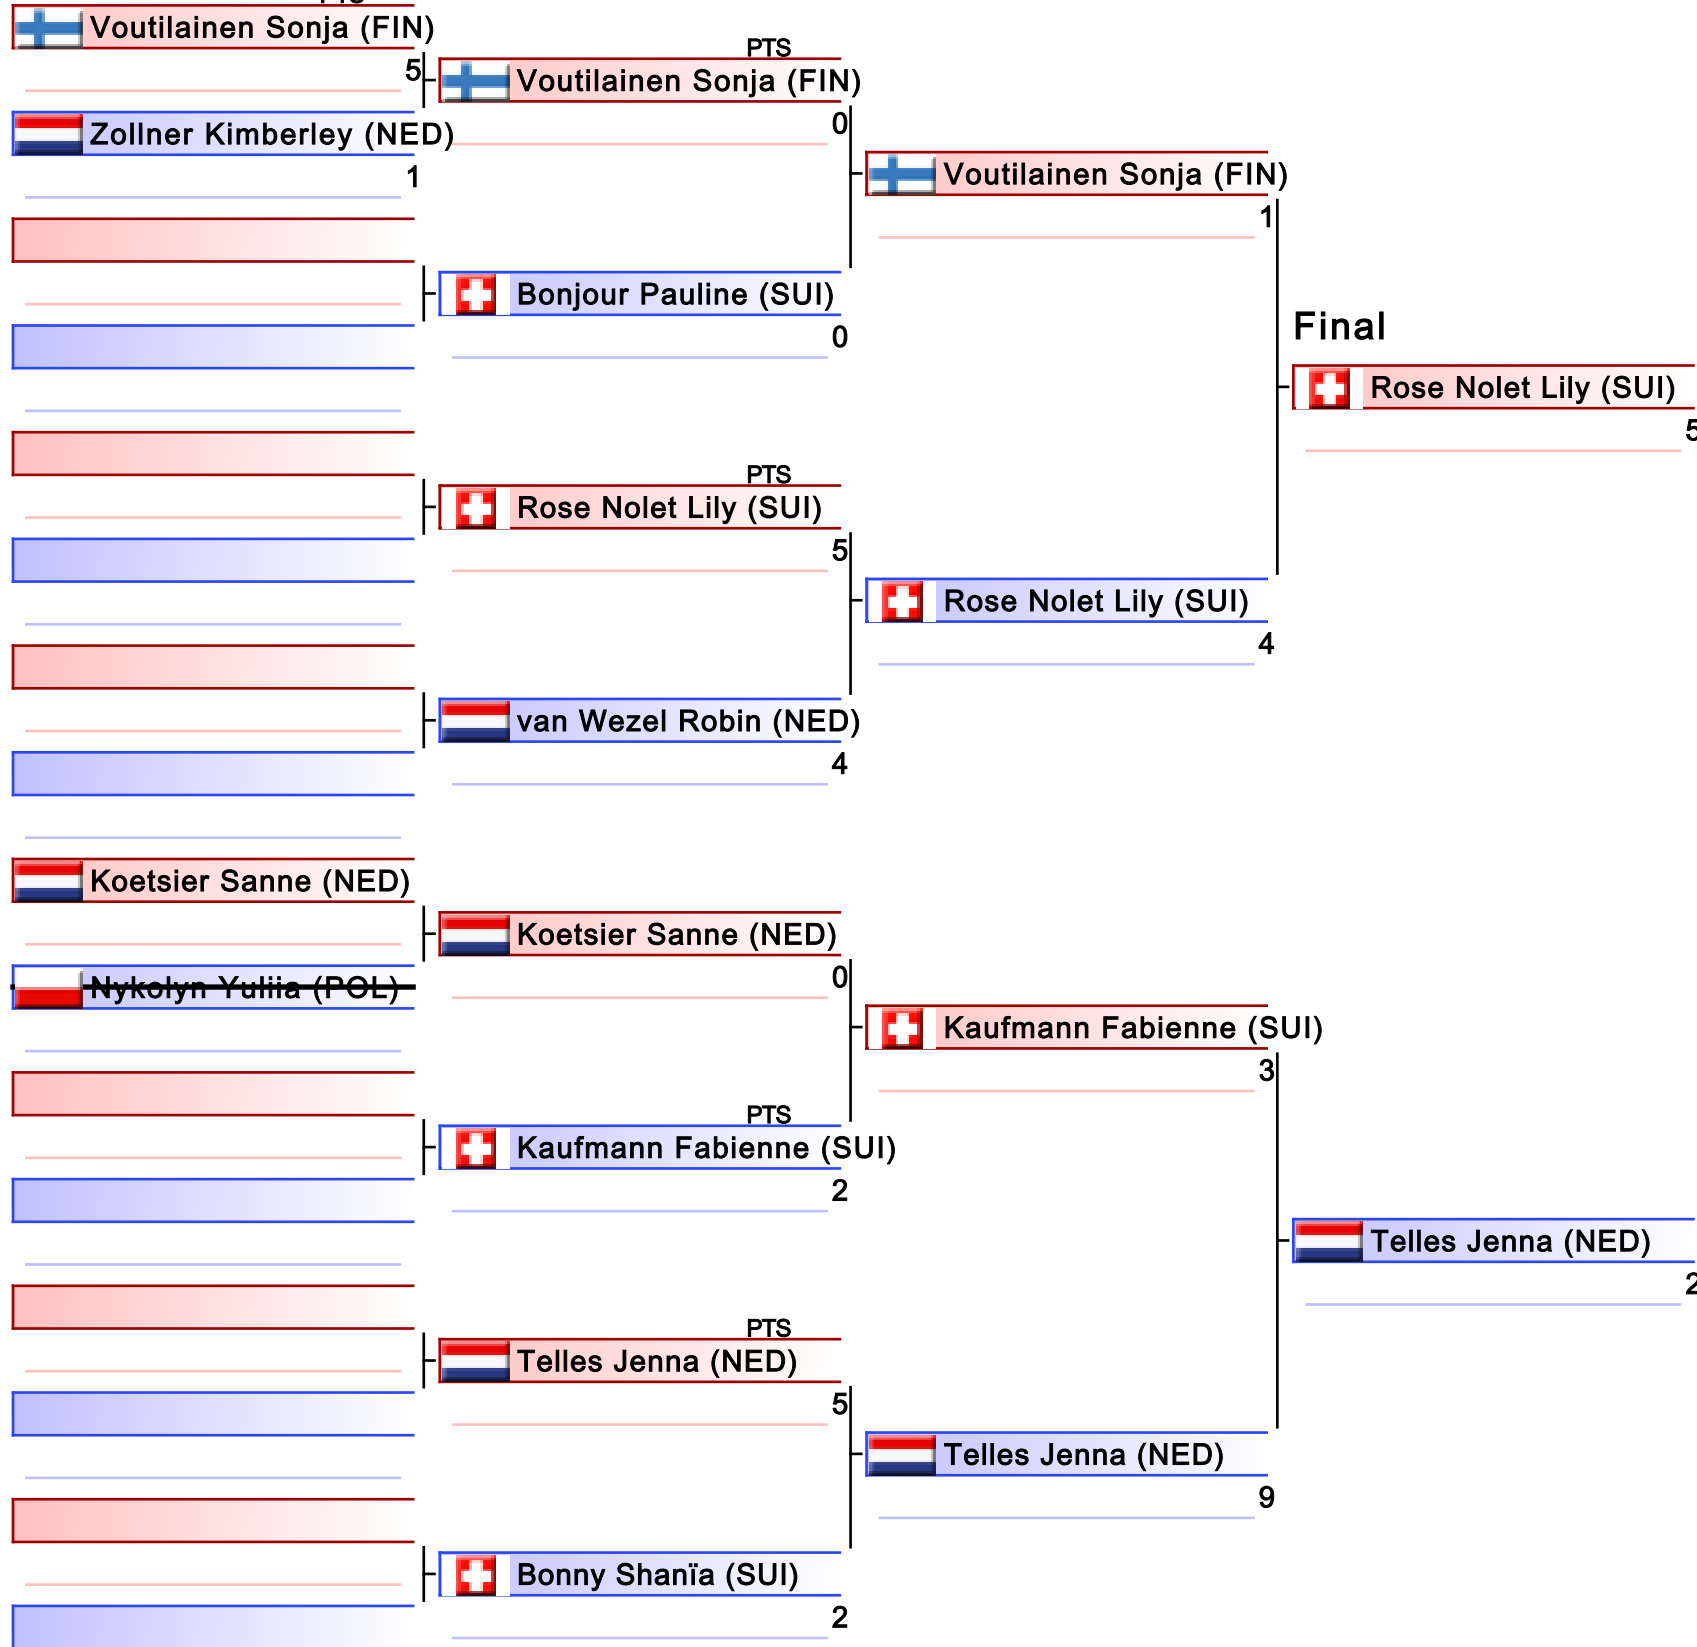 PTS
Voutilainen Sonja (FIN)
5
Zollner Kimberley (NED)
1
PTS
Voutilainen Sonja (FIN)
0
Bonjour Pauline (SUI)
0
PTS
Rose Nolet Lily (SUI)
5
van Wezel Robin (NED)
4
Koetsier Sanne (NED)
Nykolyn Yuliia (POL)
Koetsier Sanne (NED)
0
PTS
Kaufmann Fabienne (SUI)
2
PTS
Telles Jenna (NED)
5
Bonny Shanïa (SUI)
2
Voutilainen Sonja (FIN)
1
Rose Nolet Lily (SUI)
4
Kaufmann Fabienne (SUI)
3
Telles Jenna (NED)
9
Final
Rose Nolet Lily (SUI)
5
Telles Jenna (NED)
2